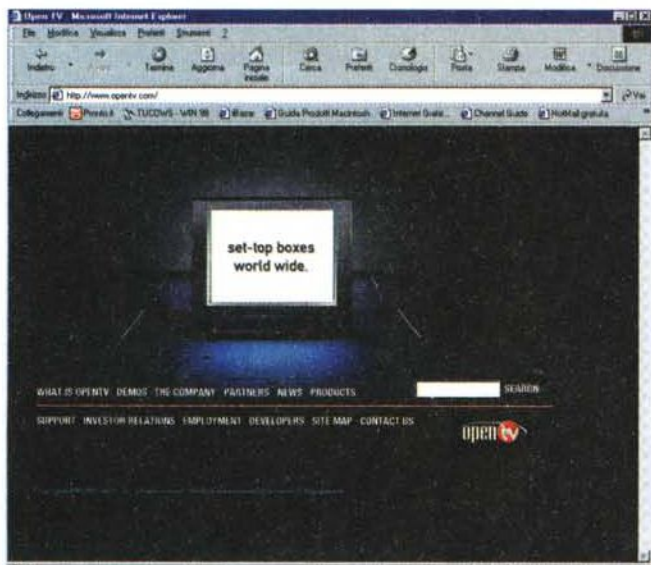 Open TV - Microsoft Internet Explorer
File Modifica Visualizza Preferiti Strumenti ?
Indietro Termina Aggiorna Pagina iniziale Cerca Preferiti Cronologia Posta Stampa Modifica Discussione
Indirizzo http://www.opentv.com/ Vai
Collegamenti TUCOWS - WIN 98 Guida Prodotti Macintosh Internet Gratis... Channel Guide HotMail gratuita
set-top boxes
world wide.
WHAT IS OPENTV DEMOS THE COMPANY PARTNERS NEWS PRODUCTS SEARCH
SUPPORT INVESTOR RELATIONS EMPLOYMENT DEVELOPERS SITE MAP CONTACT US
open tv